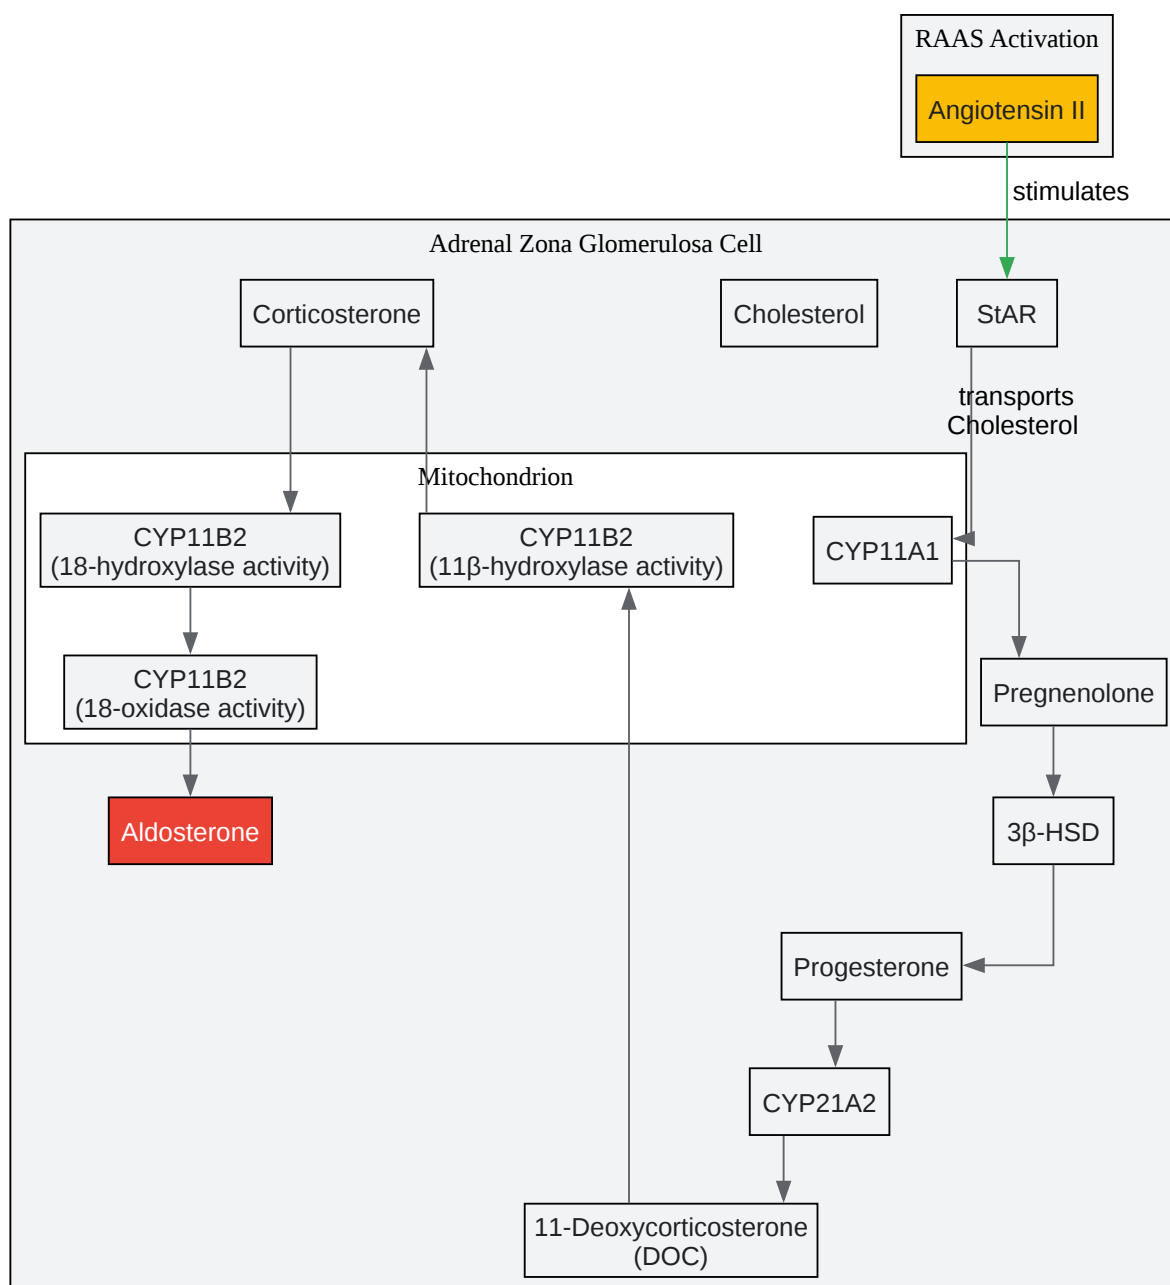 RAAS Activation
Angiotensin II
stimulates
Adrenal Zona Glomerulosa Cell
Corticosterone
Cholesterol
StAR
transports
Cholesterol
Mitochondrion
CYP11B2
(18-hydroxylase activity)
CYP11B2
(11β-hydroxylase activity)
CYP11A1
CYP11B2
(18-oxidase activity)
Pregnenolone
Aldosterone
3β-HSD
Progesterone
CYP21A2
11-Deoxycorticosterone
(DOC)